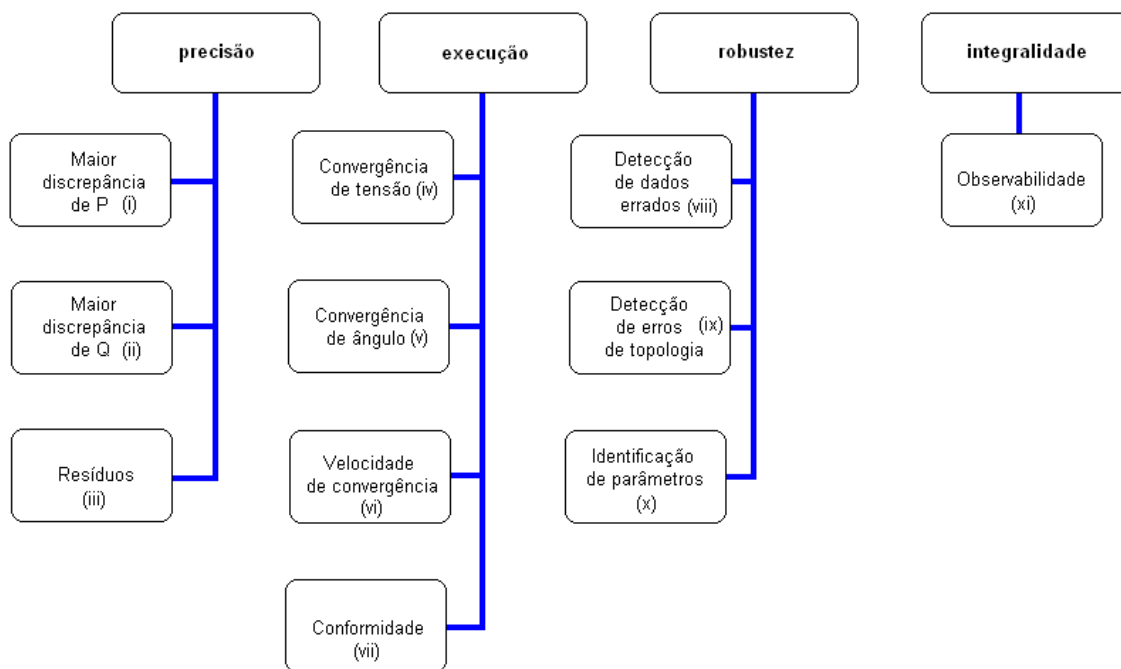 precisão
execução
robustez
integralidade
Maior
discrepância
de P (i)
Convergência
de tensão (iv)
Detecção
de dados
errados (viii)
Observabilidade
(xi)
Maior
discrepância
de Q (ii)
Convergência
de ângulo (v)
Detecção
de erros (ix)
de topologia
Resíduos
(iii)
Velocidade
de convergência
(vi)
Identificação
de parâmetros
(x)
Conformidade
(vii)